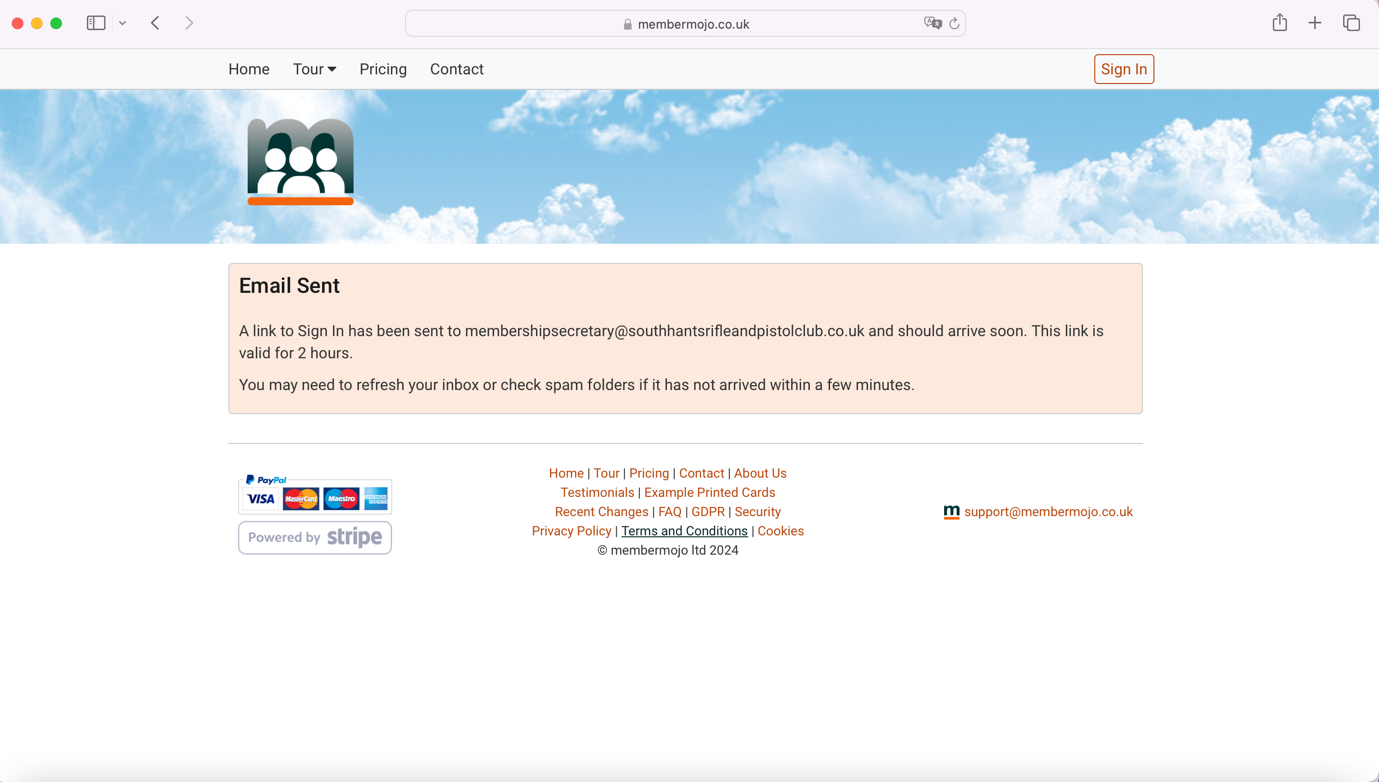 membermojo.co.uk
Home Tour Pricing Contact Sign In
Email Sent
A link to Sign In has been sent to membershipsecretary@southhantsrifleandpistolclub.co.uk and should arrive soon. This link is
valid for 2 hours.
You may need to refresh your inbox or check spam folders if it has not arrived within a few minutes.
PayPal
VISA MasterCard Maestro AMERICAN EXPRESS
Powered by stripe
Home | Tour | Pricing | Contact | About Us
Testimonials | Example Printed Cards
Recent Changes | FAQ | GDPR | Security
Privacy Policy | Terms and Conditions | Cookies
© membermojo ltd 2024
m support@membermojo.co.uk